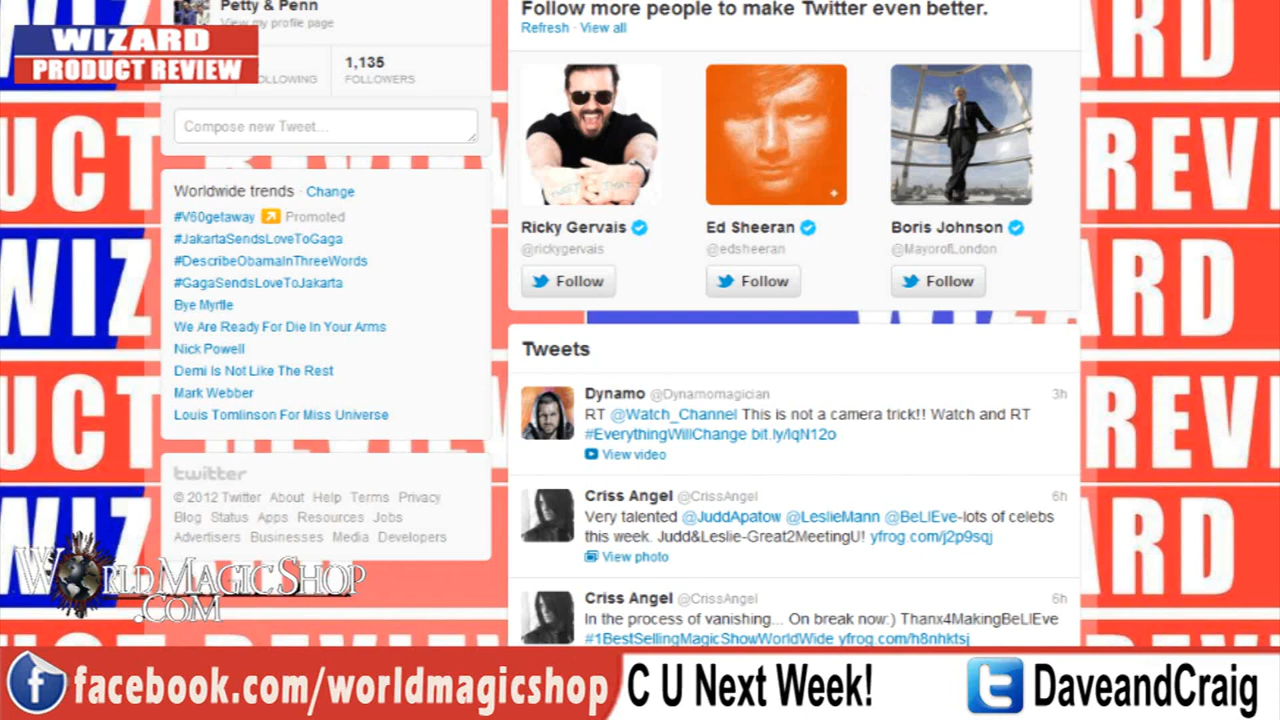 WIZARD
PRODUCT REVIEW
Petty & Penn
View my profile page
FOLLOWING
1,135
FOLLOWERS
Compose new Tweet...
Worldwide trends · Change
#V60getaway Promoted
#JakartaSendsLoveToGaga
#DescribeObamaInThreeWords
#GagaSendsLoveToJakarta
Bye Myrtle
We Are Ready For Die In Your Arms
Nick Powell
Demi Is Not Like The Rest
Mark Webber
Louis Tomlinson For Miss Universe
twitter
© 2012 Twitter About Help Terms Privacy
Blog Status Apps Resources Jobs
Advertisers Businesses Media Developers
WORLDMAGICSHOP
.COM
Follow more people to make Twitter even better.
Refresh · View all
Ricky Gervais
@rickygervais
Follow
Ed Sheeran
@edsheeran
Follow
Boris Johnson
@MayorofLondon
Follow
Tweets
Dynamo @Dynamomagician 3h
RT @Watch_Channel This is not a camera trick!! Watch and RT
#EverythingWillChange bit.ly/IqN12o
View video
Criss Angel @CrissAngel 6h
Very talented @JuddApatow @LeslieMann @BeLIEve-lots of celebs
this week. Judd&Leslie-Great2MeetingU! yfrog.com/j2p9sqj
View photo
Criss Angel @CrissAngel 6h
In the process of vanishing... On break now:) Thanx4MakingBeLIEve
#1BestSellingMagicShowWorldWide yfrog.com/h8nhktsj
facebook.com/worldmagicshop
C U Next Week!
DaveandCraig